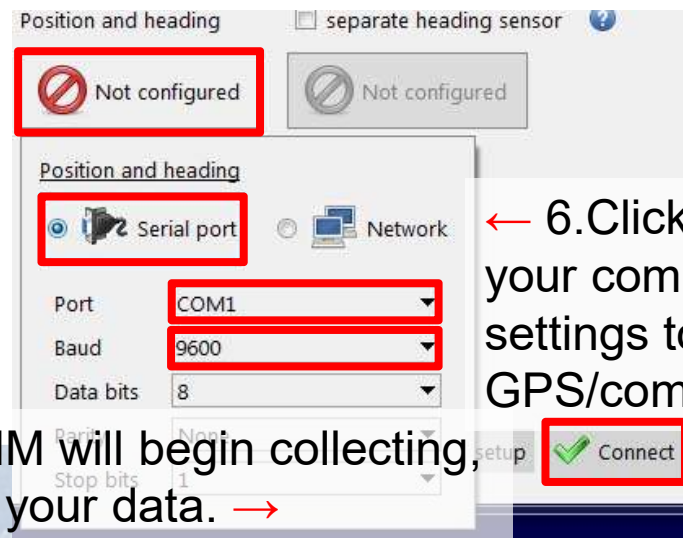 Position and heading separate heading sensor ?
Not configured Not configured
Position and heading
Serial port Network
← 6.Click
your com
Port COM1
settings to
Baud 9600
GPS/com
Data bits 8
Parity None
M will begin collecting,
setup Connect
Stop bits 1
your data. →